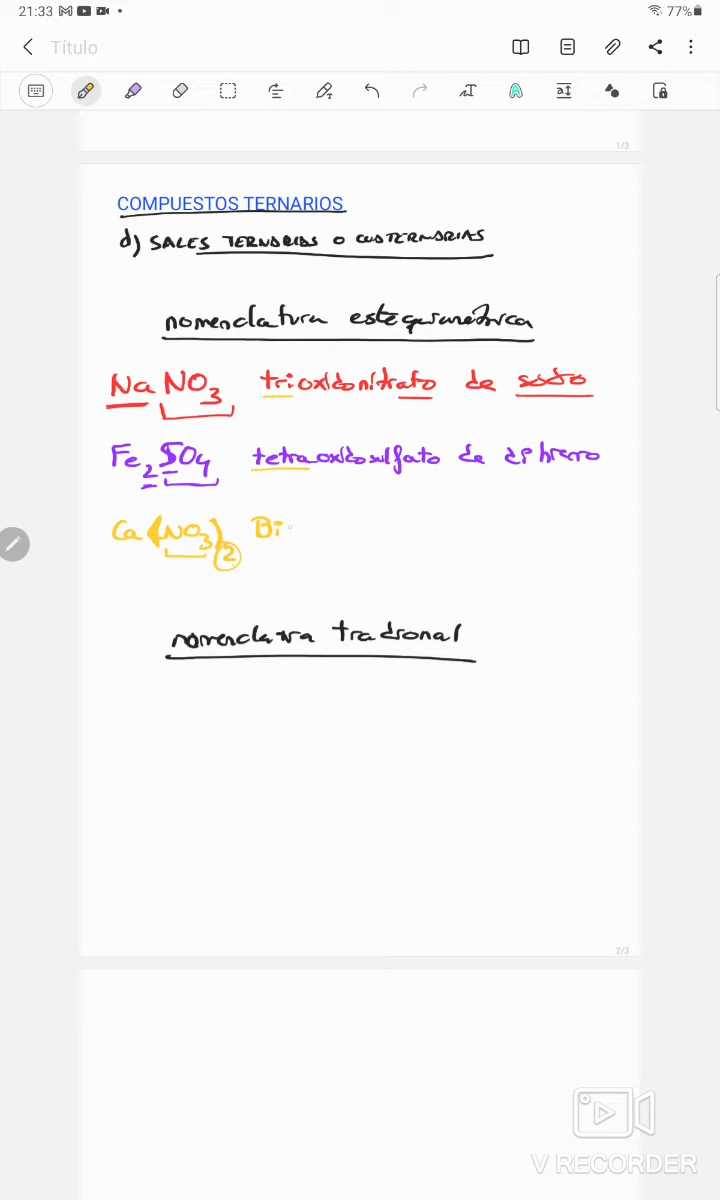 21:33 77%
Título
1/3
COMPUESTOS TERNARIOS
d) SALES TERNARIAS O CUATERNARIAS
nomenclatura estequiométrica
NaNO3 trioxidonitrato de sodio
Fe2SO4 tetraoxidosulfato de dihierro
Ca(NO3)2 Bi
nomenclatura tradicional
2/3
V RECORDER